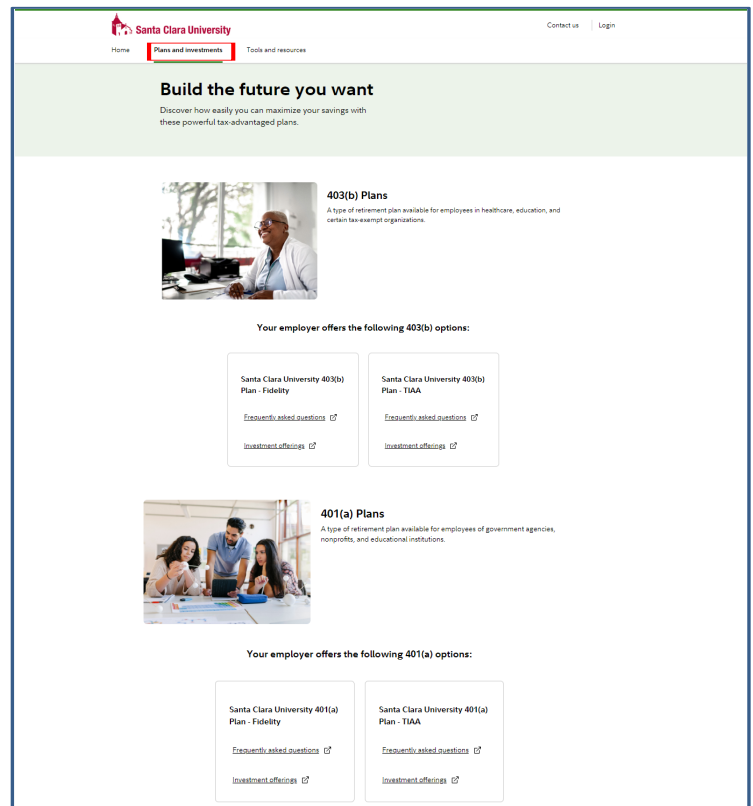 Santa Clara University
Contact us Login
Home Plans and investments Tools and resources
Build the future you want
Discover how easily you can maximize your savings with
these powerful tax-advantaged plans.
403(b) Plans
A type of retirement plan available for employees in healthcare, education, and
certain tax-exempt organizations.
Your employer offers the following 403(b) options:
Santa Clara University 403(b)
Plan - Fidelity
Frequently asked questions
Investment offerings
Santa Clara University 403(b)
Plan - TIAA
Frequently asked questions
Investment offerings
401(a) Plans
A type of retirement plan available for employees of government agencies,
nonprofits, and educational institutions.
Your employer offers the following 401(a) options:
Santa Clara University 401(a)
Plan - Fidelity
Frequently asked questions
Investment offerings
Santa Clara University 401(a)
Plan - TIAA
Frequently asked questions
Investment offerings